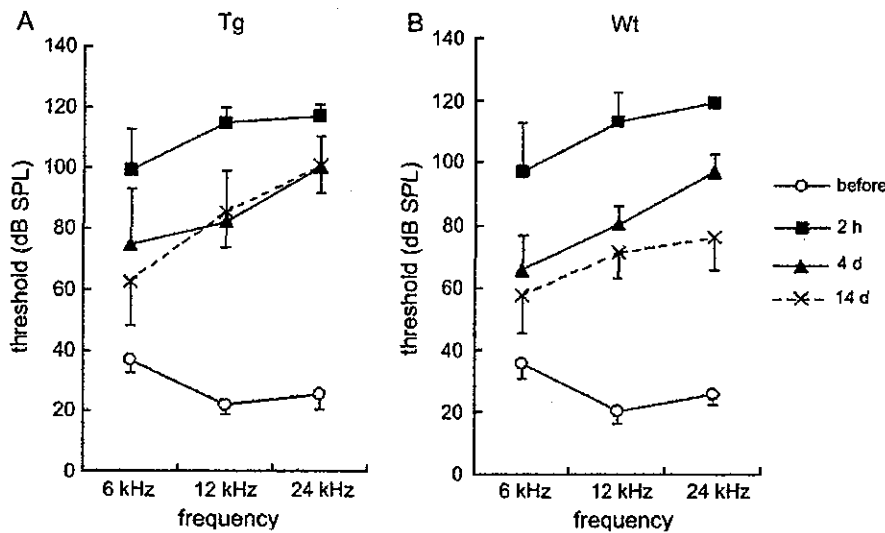 A
Tg
140
120
100
80
60
40
20
0
threshold (dB SPL)
6 kHz 12 kHz 24 kHz
frequency
B
Wt
140
120
100
80
60
40
20
0
threshold (dB SPL)
6 kHz 12 kHz 24 kHz
frequency
before
2 h
4 d
14 d